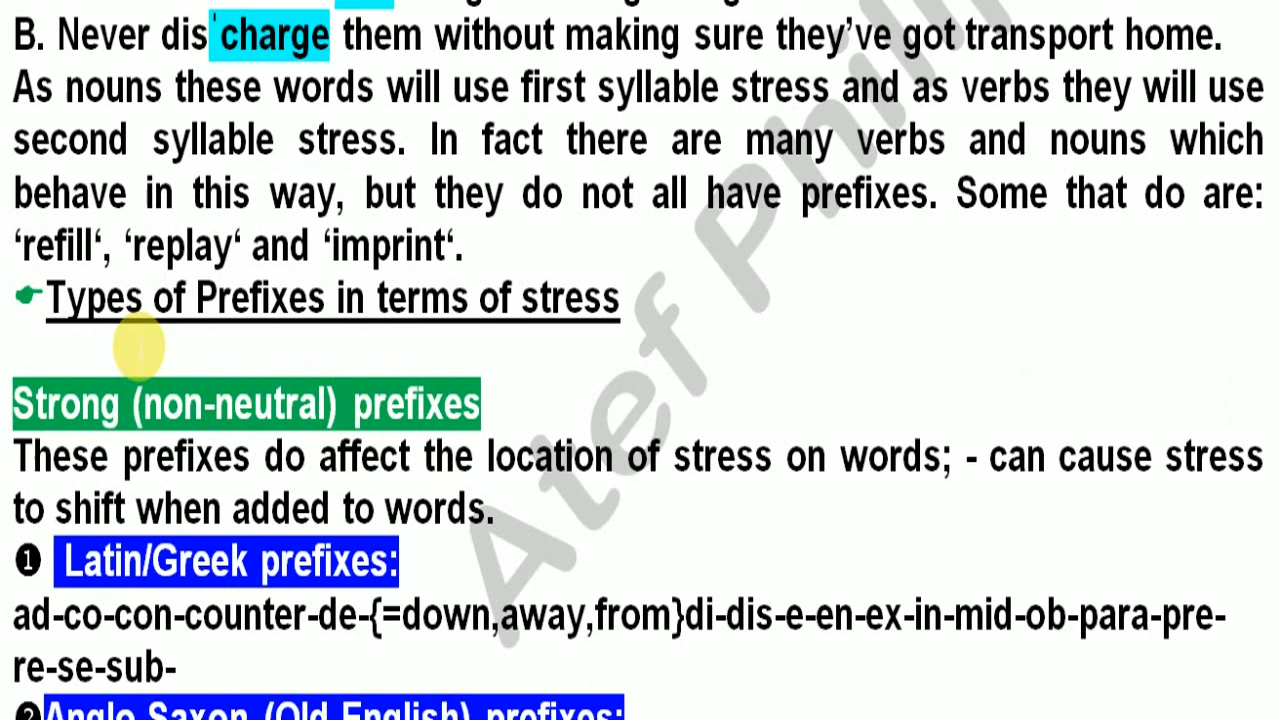 B. Never dis'charge them without making sure they’ve got transport home.
As nouns these words will use first syllable stress and as verbs they will use
second syllable stress. In fact there are many verbs and nouns which
behave in this way, but they do not all have prefixes. Some that do are:
‘refill‘, ‘replay‘ and ‘imprint‘.
☛Types of Prefixes in terms of stress
Strong (non-neutral) prefixes
These prefixes do affect the location of stress on words; - can cause stress
to shift when added to words.
❶ Latin/Greek prefixes:
ad-co-con-counter-de-{=down,away,from}di-dis-e-en-ex-in-mid-ob-para-pre-
re-se-sub-
❷Anglo Saxon (Old English) prefixes:
Atef Philip